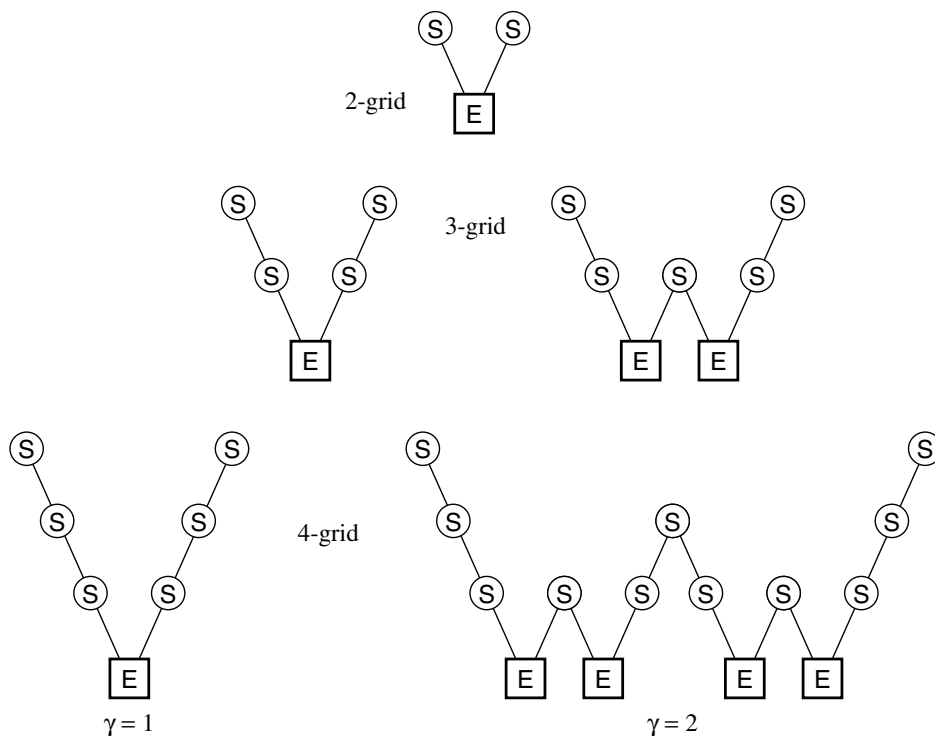 S S
2-grid
E
S S S S
3-grid
S S S S S
E E E
S S S S
S S S S S
4-grid
S S S S S S S S
E E E E E
γ = 1 γ = 2